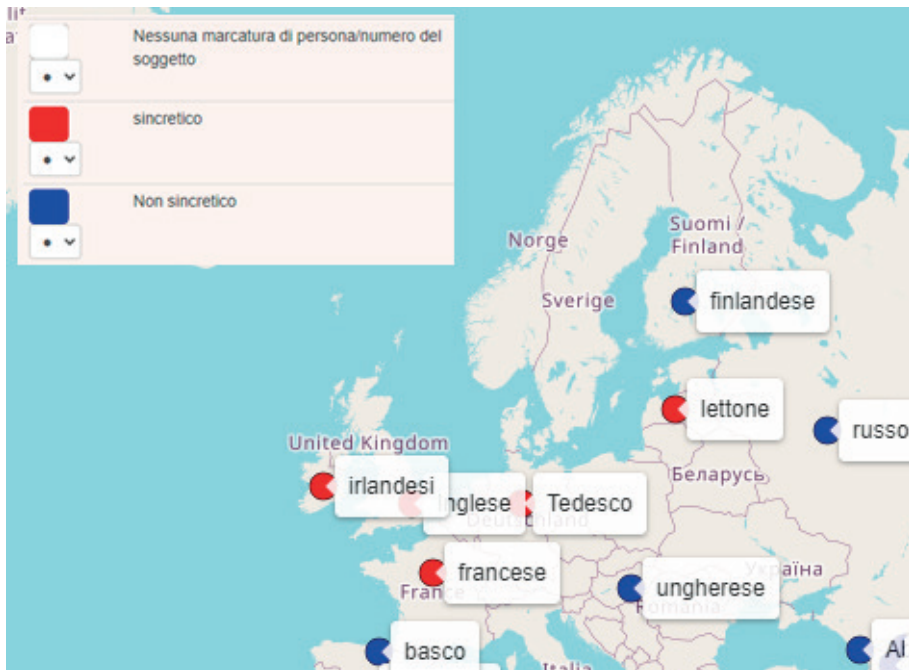 Nessuna marcatura di persona/numero del
soggetto
sincretico
Non sincretico
Norge
Suomi /
Finland
Sverige
finlandese
lettone
russo
United Kingdom
Беларусь
irlandesi
inglese
Tedesco
Deutschland
francese
France
Україна
ungherese
România
basco
Italia
Al